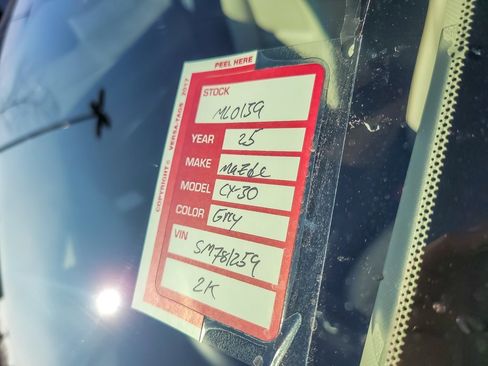 PEEL HERE
COPYRIGHT © VERSA-TAGS 2017
STOCK
ML0159
YEAR 25
MAKE Mazda
MODEL CX-30
COLOR Grey
VIN
SM781259
2K